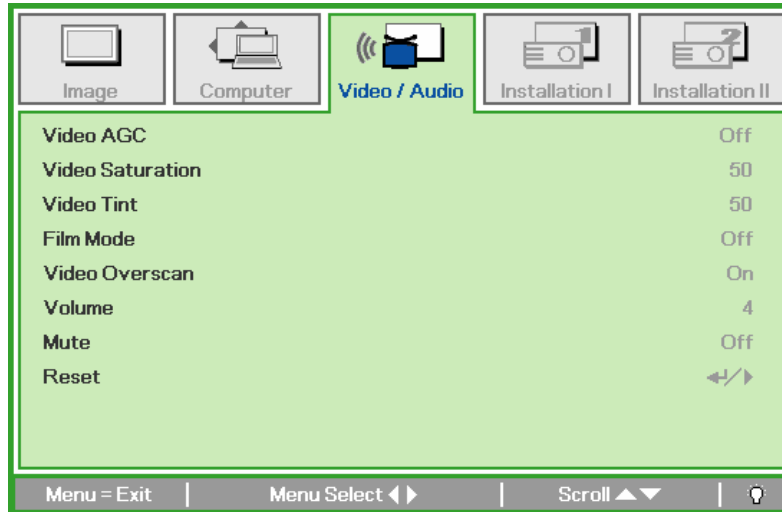 Image Computer Video / Audio Installation I Installation II
Video AGC Off
Video Saturation 50
Video Tint 50
Film Mode Off
Video Overscan On
Volume 4
Mute Off
Reset ↵/▶
Menu = Exit | Menu Select ◀▶ | Scroll ▲▼ |